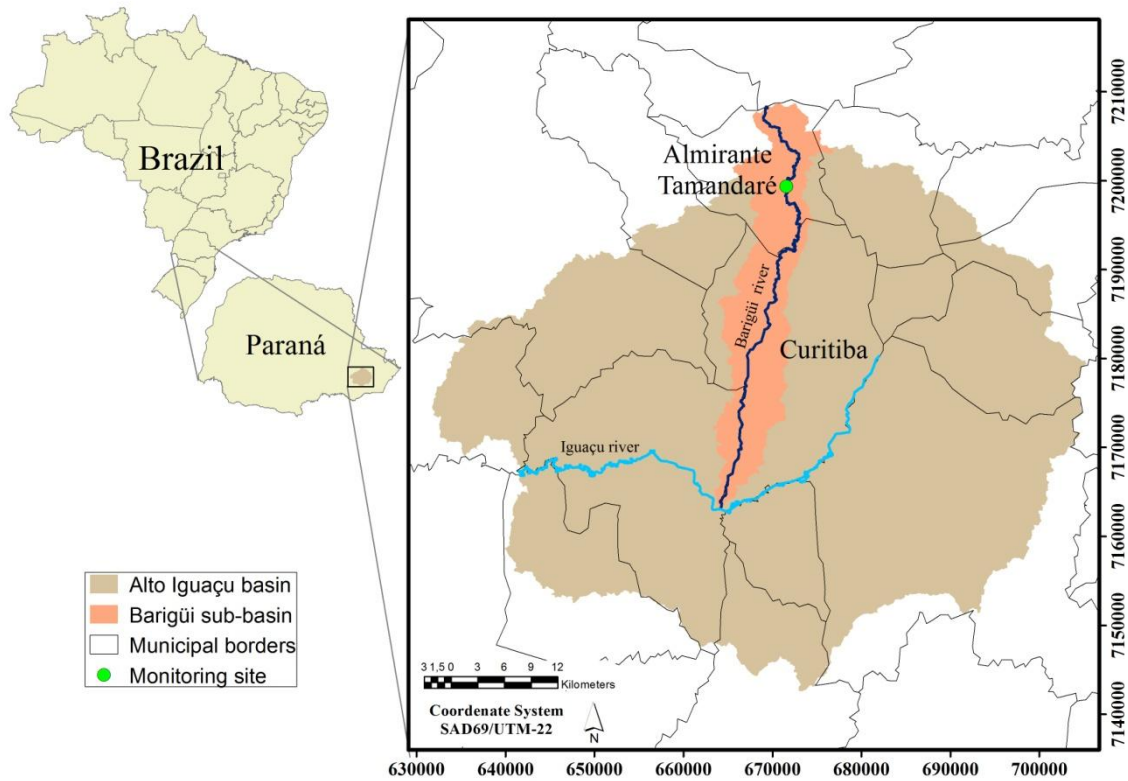 Brazil
Paraná
Almirante
Tamandaré
Barigüi river
Curitiba
Iguaçu river
Alto Iguaçu basin
Barigüi sub-basin
Municipal borders
Monitoring site
3 1,5 0 3 6 9 12
Kilometers
Coordenate System
SAD69/UTM-22
N
7210000
7200000
7190000
7180000
7170000
7160000
7150000
7140000
630000 640000 650000 660000 670000 680000 690000 700000